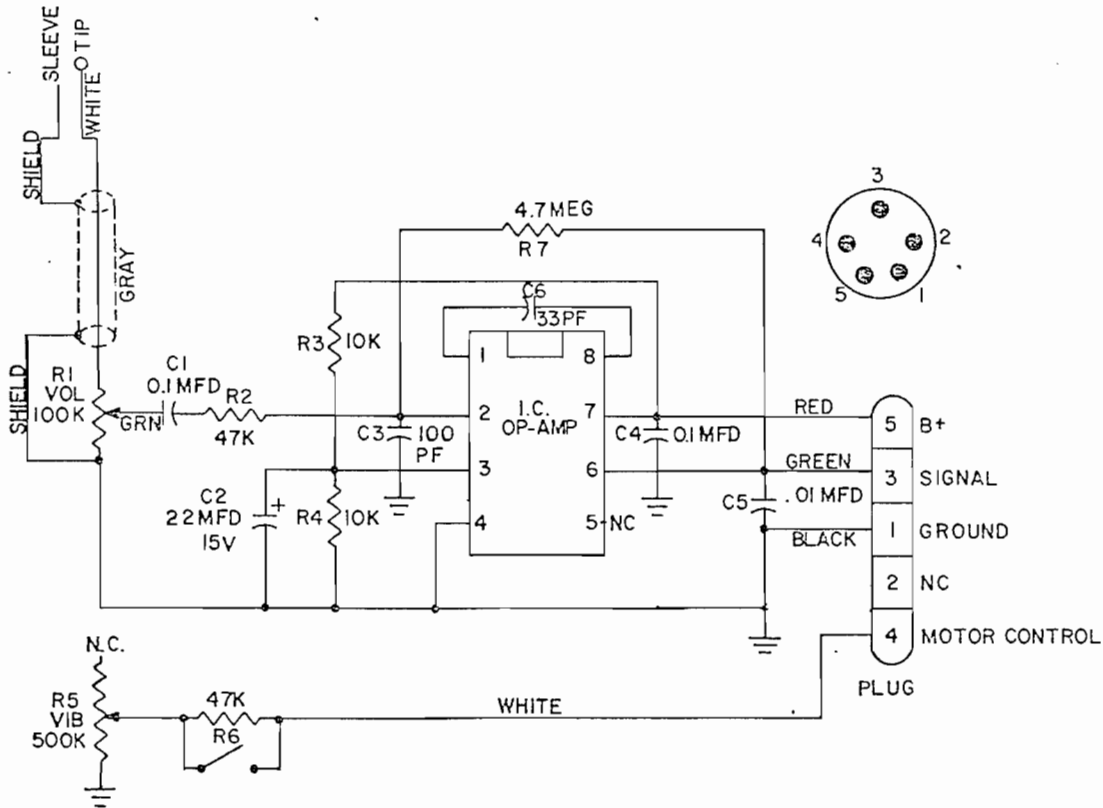 SLEEVE
TIP
WHITE
SHIELD
GRAY
SHIELD
R1
VOL
100K
GRN
C1
0.1MFD
R2
47K
R3
10K
4.7MEG
R7
C6
33PF
1
8
2
I.C.
OP-AMP
7
3
6
4
5
NC
C3
100
PF
C4
0.1MFD
C2
22MFD
15V
+
R4
10K
C5
.01MFD
RED
GREEN
BLACK
3
4
2
5
1
5 B+
3 SIGNAL
1 GROUND
2 NC
4 MOTOR CONTROL
PLUG
N.C.
R5
VIB
500K
47K
R6
WHITE